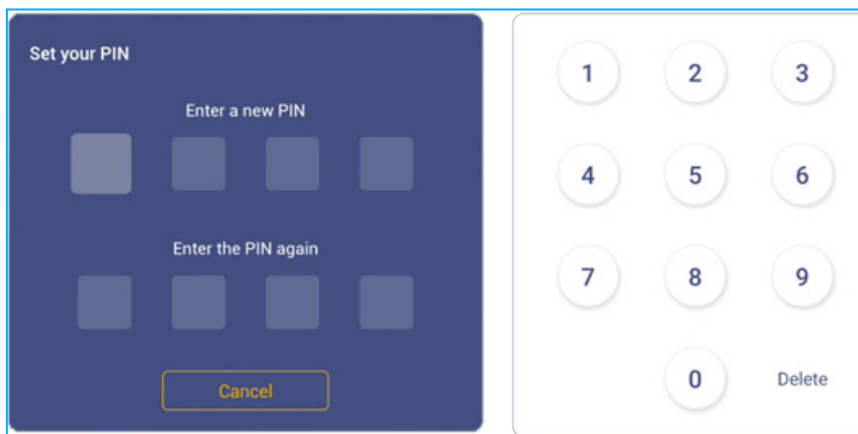 Set your PIN
Enter a new PIN
Enter the PIN again
Cancel
1 2 3
4 5 6
7 8 9
0 Delete